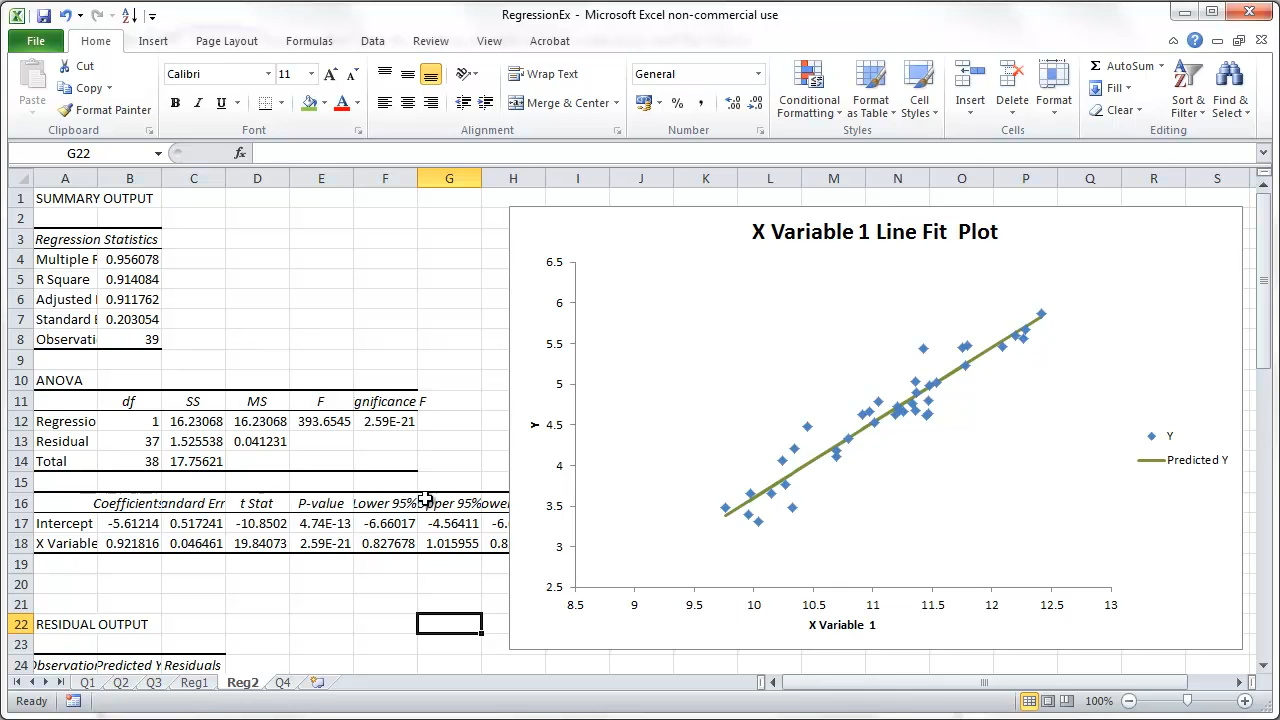 RegressionEx - Microsoft Excel non-commercial use
File Home Insert Page Layout Formulas Data Review View Acrobat
Paste
Cut
Copy
Format Painter
Clipboard
Calibri 11
B I U
Font
Wrap Text
Merge & Center
Alignment
General
% ,
Number
Conditional Formatting
Format as Table
Cell Styles
Styles
Insert
Delete
Format
Cells
Σ AutoSum
Fill
Clear
Sort & Filter
Find & Select
Editing
G22 fx
A B C D E F G H I J K L M N O P Q R S
1 SUMMARY OUTPUT
2
3 Regression Statistics
4 Multiple R 0.956078
5 R Square 0.914084
6 Adjusted 0.911762
7 Standard E 0.203054
8 Observati 39
9
10 ANOVA
11 df SS MS F gnificance F
12 Regressio 1 16.23068 16.23068 393.6545 2.59E-21
13 Residual 37 1.525538 0.041231
14 Total 38 17.75621
15
16 Coefficients andard Err t Stat P-value Lower 95% pper 95% ower
17 Intercept -5.61214 0.517241 -10.8502 4.74E-13 -6.66017 -4.56411 -6.
18 X Variable 0.921816 0.046461 19.84073 2.59E-21 0.827678 1.015955 0.8
19
20
21
22 RESIDUAL OUTPUT
23
24 Observation Predicted Y Residuals
X Variable 1 Line Fit Plot
6.5
6
5.5
5
4.5
4
3.5
3
2.5
Y
8.5 9 9.5 10 10.5 11 11.5 12 12.5 13
X Variable 1
Y
Predicted Y
Q1 Q2 Q3 Reg1 Reg2 Q4
Ready 100%